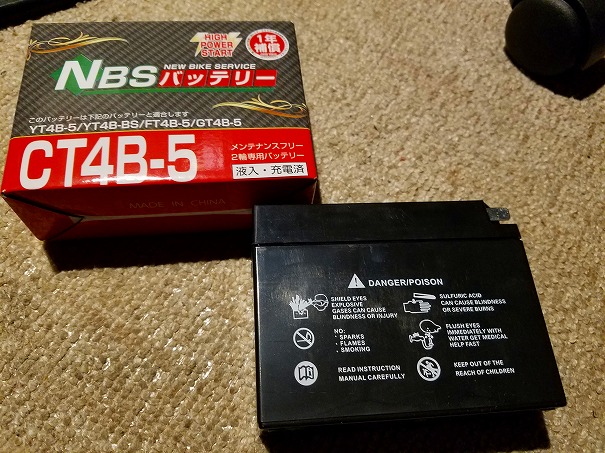 HIGH
POWER
START
1年
補償
NBSバッテリー
NEW BIKE SERVICE
このバッテリーは下記のバッテリーと適合します
YT4B-5/YT4B-BS/FT4B-5/GT4B-5
CT4B-5
メンテナンスフリー
2輪専用バッテリー
液入・充電済
MADE IN CHINA
DANGER/POISON
SHIELD EYES
EXPLOSIVE
GASES CAN CAUSE
BLINDNESS OR INJURY
SULFURIC ACID
CAN CAUSE BLINDNESS
OR SEVERE BURNS
NO:
· SPARKS
· FLAMES
· SMOKING
FLUSH EYES
IMMEDIATELY WITH
WATER GET MEDICAL
HELP FAST
READ INSTRUCTION
MANUAL CAREFULLY
KEEP OUT OF THE
REACH OF CHILREN.